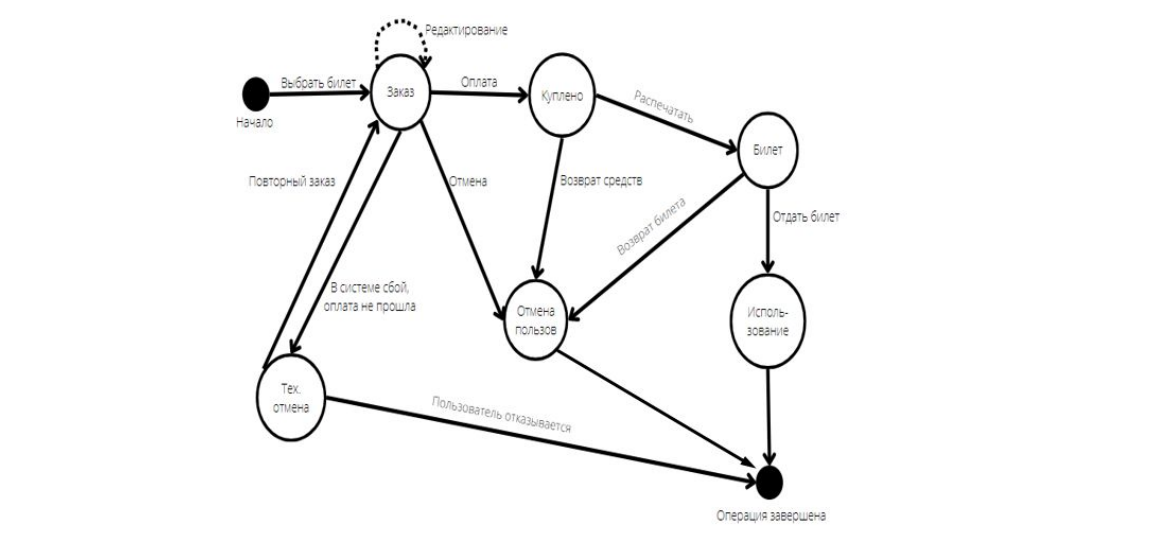 Редактирование
Выбрать билет
Заказ
Оплата
Куплено
Распечатать
Начало
Билет
Повторный заказ
Отмена
Возврат средств
Возврат билета
Отдать билет
В системе сбой,
оплата не прошла
Отмена
пользов
Исполь-
зование
Тех.
отмена
Пользователь отказывается
Операция завершена